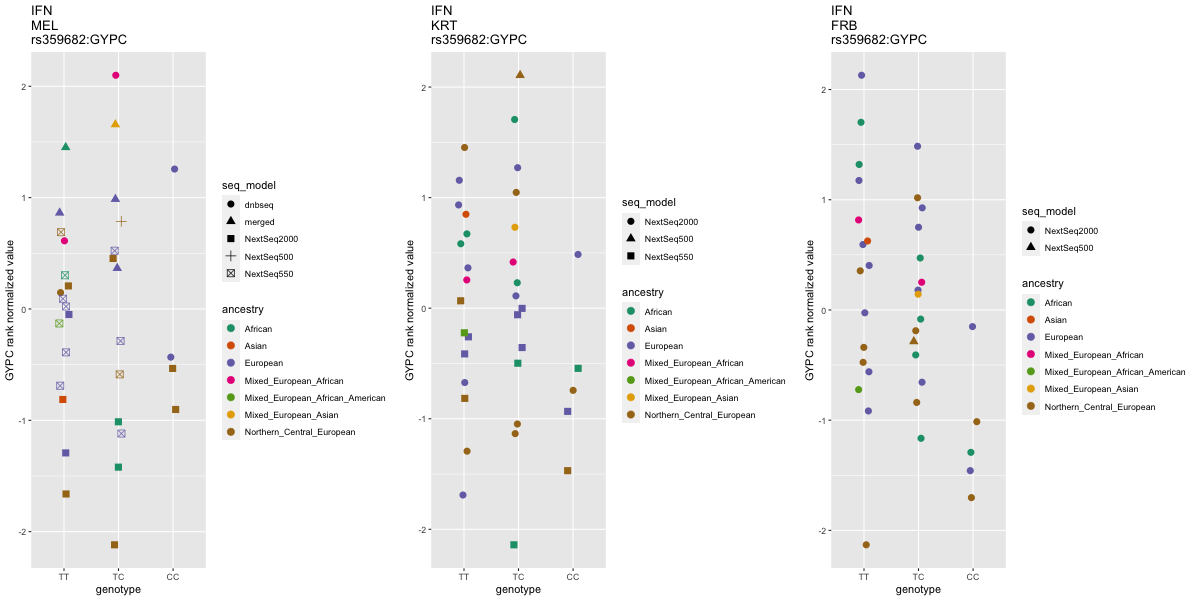 IFN
MEL
rs359682:GYPC
GYPC rank normalized value
2
1
0
-1
-2
TT
TC
CC
genotype
seq_model
dnbseq
merged
NextSeq2000
NextSeq500
NextSeq550
ancestry
African
Asian
European
Mixed_European_African
Mixed_European_African_American
Mixed_European_Asian
Northern_Central_European
IFN
KRT
rs359682:GYPC
GYPC rank normalized value
2
1
0
-1
-2
TT
TC
CC
genotype
seq_model
NextSeq2000
NextSeq500
NextSeq550
ancestry
African
Asian
European
Mixed_European_African
Mixed_European_African_American
Mixed_European_Asian
Northern_Central_European
IFN
FRB
rs359682:GYPC
GYPC rank normalized value
2
1
0
-1
-2
TT
TC
CC
genotype
seq_model
NextSeq2000
NextSeq500
ancestry
African
Asian
European
Mixed_European_African
Mixed_European_African_American
Mixed_European_Asian
Northern_Central_European